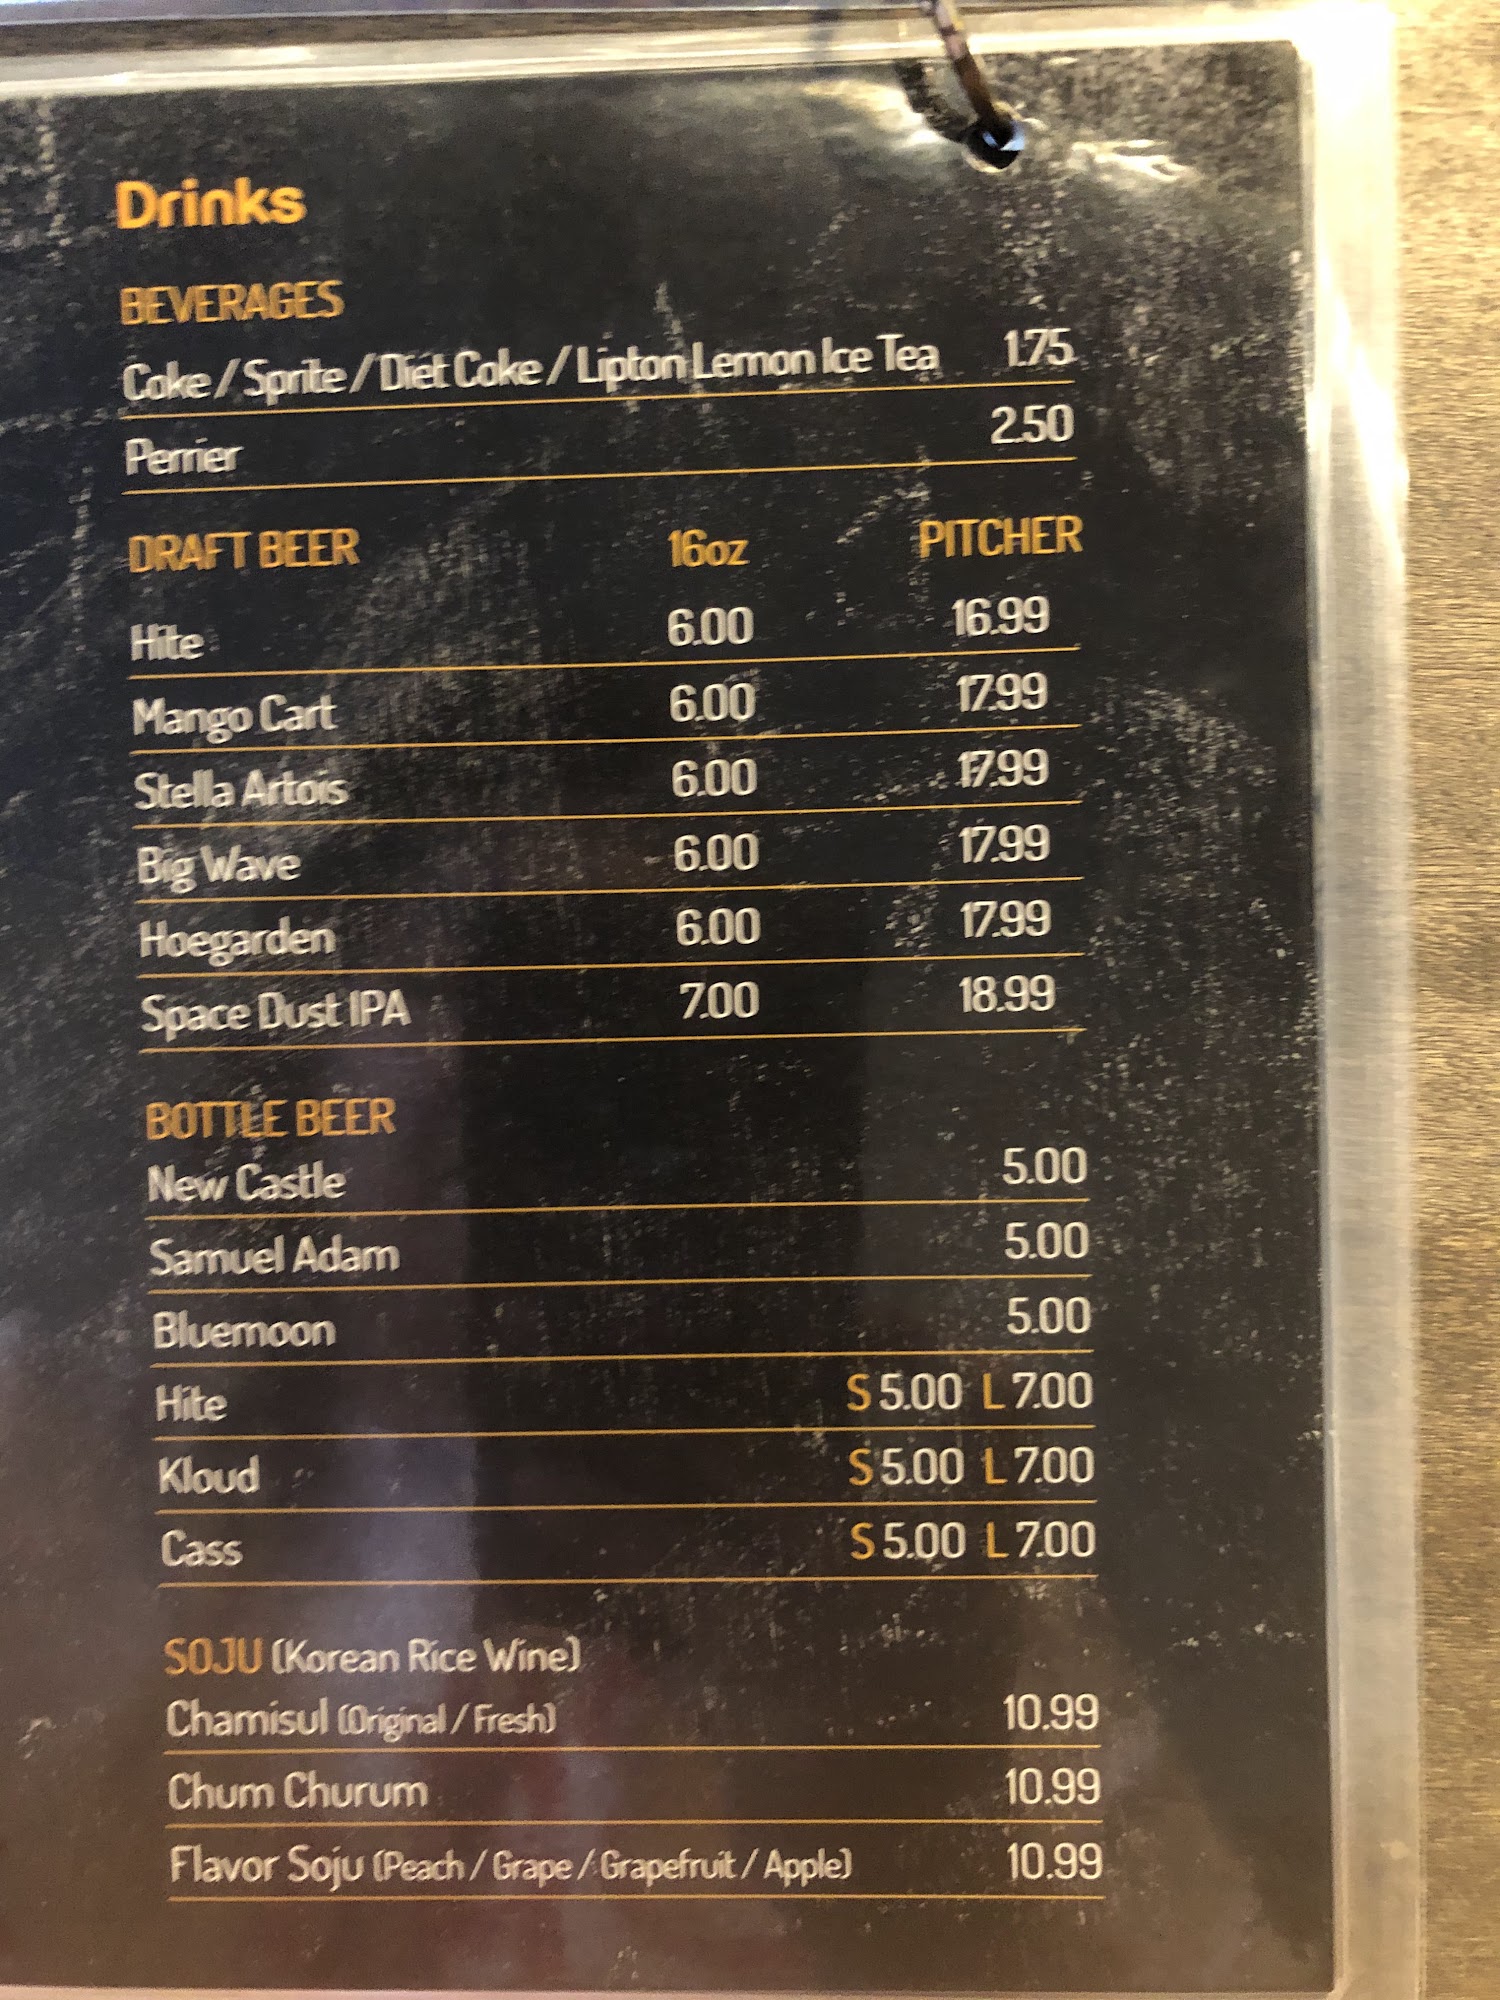 Drinks
BEVERAGES
Coke / Sprite / Diet Coke / Lipton Lemon Ice Tea 1.75
Perrier 2.50
DRAFT BEER 16oz PITCHER
Hite 6.00 16.99
Mango Cart 6.00 17.99
Stella Artois 6.00 17.99
Big Wave 6.00 17.99
Hoegarden 6.00 17.99
Space Dust IPA 7.00 18.99
BOTTLE BEER
New Castle 5.00
Samuel Adam 5.00
Bluemoon 5.00
Hite S 5.00 L 7.00
Kloud S 5.00 L 7.00
Cass S 5.00 L 7.00
SOJU (Korean Rice Wine)
Chamisul (Original / Fresh) 10.99
Chum Churum 10.99
Flavor Soju (Peach / Grape / Grapefruit / Apple) 10.99